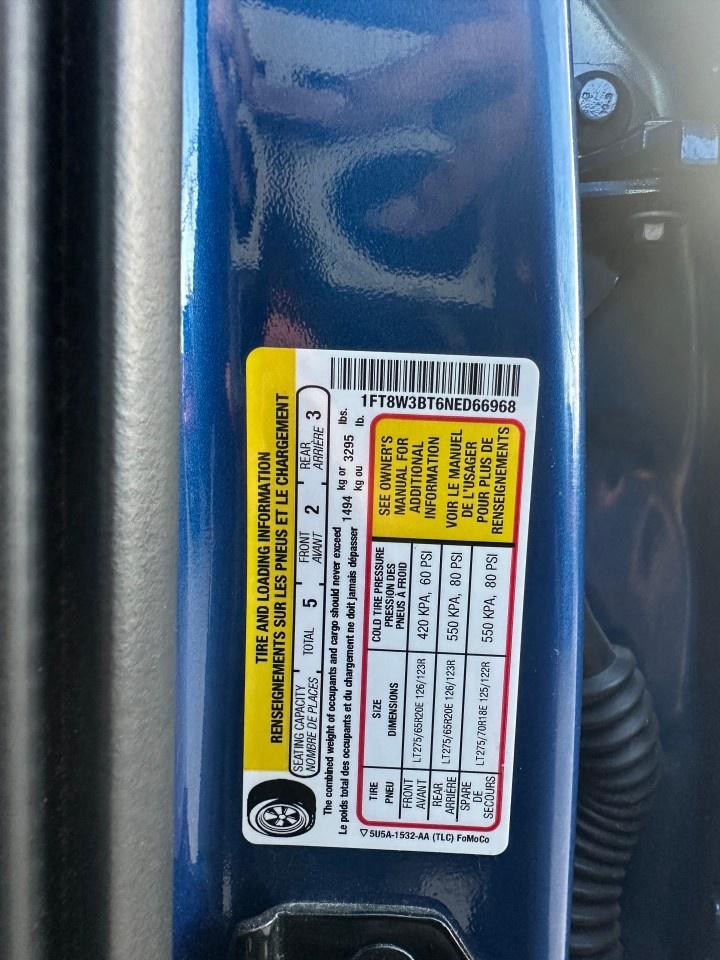 TIRE AND LOADING INFORMATION
RENSEIGNEMENTS SUR LES PNEUS ET LE CHARGEMENT
SEATING CAPACITY TOTAL 5 FRONT 2 REAR 3
NOMBRE DE PLACES AVANT ARRIÈRE
The combined weight of occupants and cargo should never exceed 1494 kg or 3295 lbs.
Le poids total des occupants et du chargement ne doit jamais dépasser kg ou lb.
1FT8W3BT6NED66968
TIRE SIZE COLD TIRE PRESSURE
PNEU DIMENSIONS PRESSION DES
PNEUS À FROID
FRONT LT275/65R20E 126/123R 420 KPA, 60 PSI
AVANT
REAR LT275/65R20E 126/123R 550 KPA, 80 PSI
ARRIÈRE
SPARE LT275/70R18E 125/122R 550 KPA, 80 PSI
DE
SECOURS
SEE OWNER'S
MANUAL FOR
ADDITIONAL
INFORMATION
VOIR LE MANUEL
DE L'USAGER
POUR PLUS DE
RENSEIGNEMENTS
5U5A-1532-AA (TLC) FoMoCo